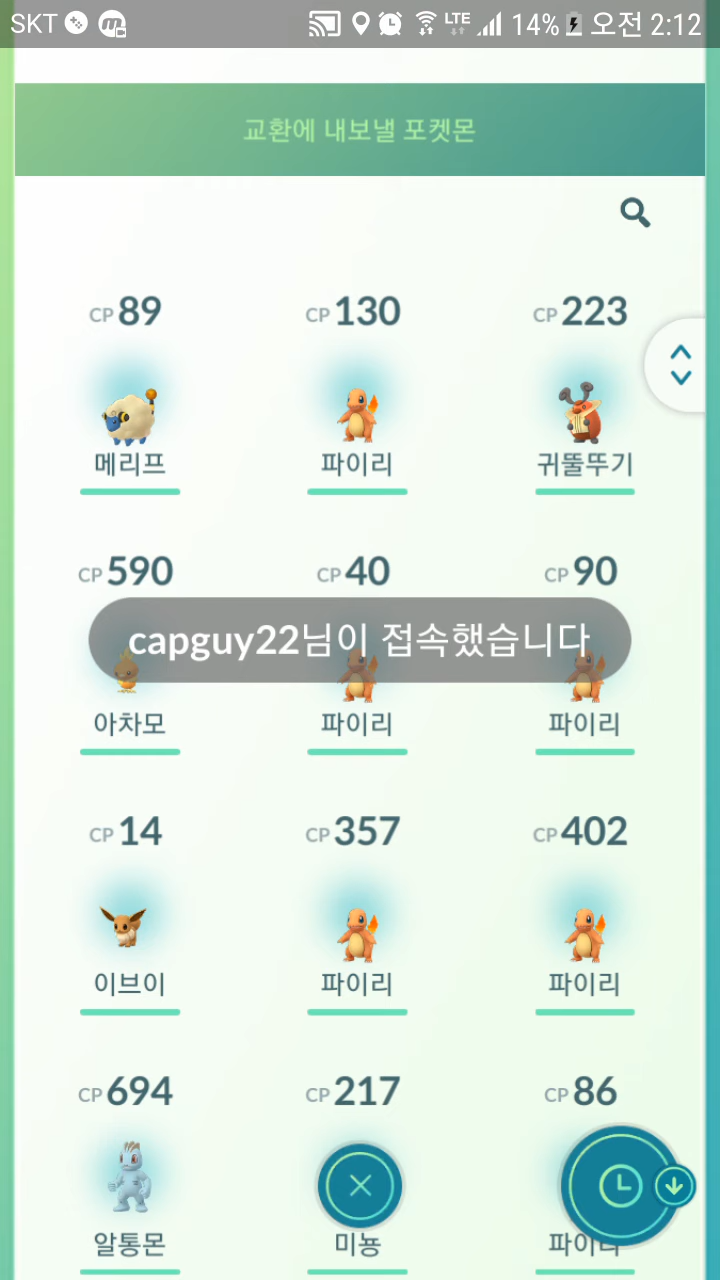 SKT LTE 14% 오전 2:12
교환에 내보낼 포켓몬
CP 89 CP 130 CP 223
메리프 파이리 귀뚤뚜기
CP 590 CP 40 CP 90
capguy22님이 접속했습니다
아차모 파이리 파이리
CP 14 CP 357 CP 402
이브이 파이리 파이리
CP 694 CP 217 CP 86
알통몬 미뇽 파이리